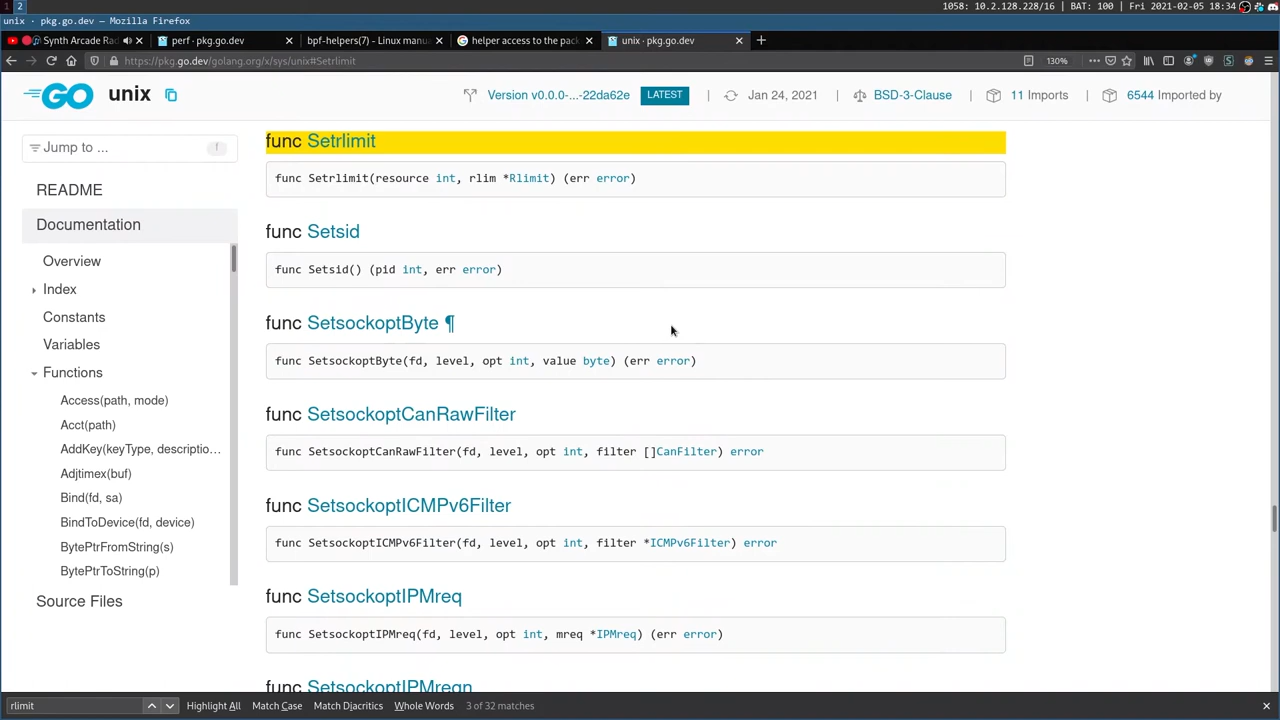 1 2 1058: 10.2.128.228/16 | BAT: 100 | Fri 2021-02-05 18:34
unix · pkg.go.dev — Mozilla Firefox
Synth Arcade Rad perf · pkg.go.dev bpf-helpers(7) - Linux manua helper access to the pack unix · pkg.go.dev
https://pkg.go.dev/golang.org/x/sys/unix#Setrlimit 130%
GO unix Version v0.0.0-...-22da62e LATEST | Jan 24, 2021 | BSD-3-Clause | 11 Imports | 6544 Imported by
Jump to ... f
README
Documentation
Overview
Index
Constants
Variables
Functions
Access(path, mode)
Acct(path)
AddKey(keyType, descriptio...
Adjtimex(buf)
Bind(fd, sa)
BindToDevice(fd, device)
BytePtrFromString(s)
BytePtrToString(p)
Source Files
func Setrlimit
func Setrlimit(resource int, rlim *Rlimit) (err error)
func Setsid
func Setsid() (pid int, err error)
func SetsockoptByte ¶
func SetsockoptByte(fd, level, opt int, value byte) (err error)
func SetsockoptCanRawFilter
func SetsockoptCanRawFilter(fd, level, opt int, filter []CanFilter) error
func SetsockoptICMPv6Filter
func SetsockoptICMPv6Filter(fd, level, opt int, filter *ICMPv6Filter) error
func SetsockoptIPMreq
func SetsockoptIPMreq(fd, level, opt int, mreq *IPMreq) (err error)
func SetsockoptIPMreqn
rlimit Highlight All Match Case Match Diacritics Whole Words 3 of 32 matches